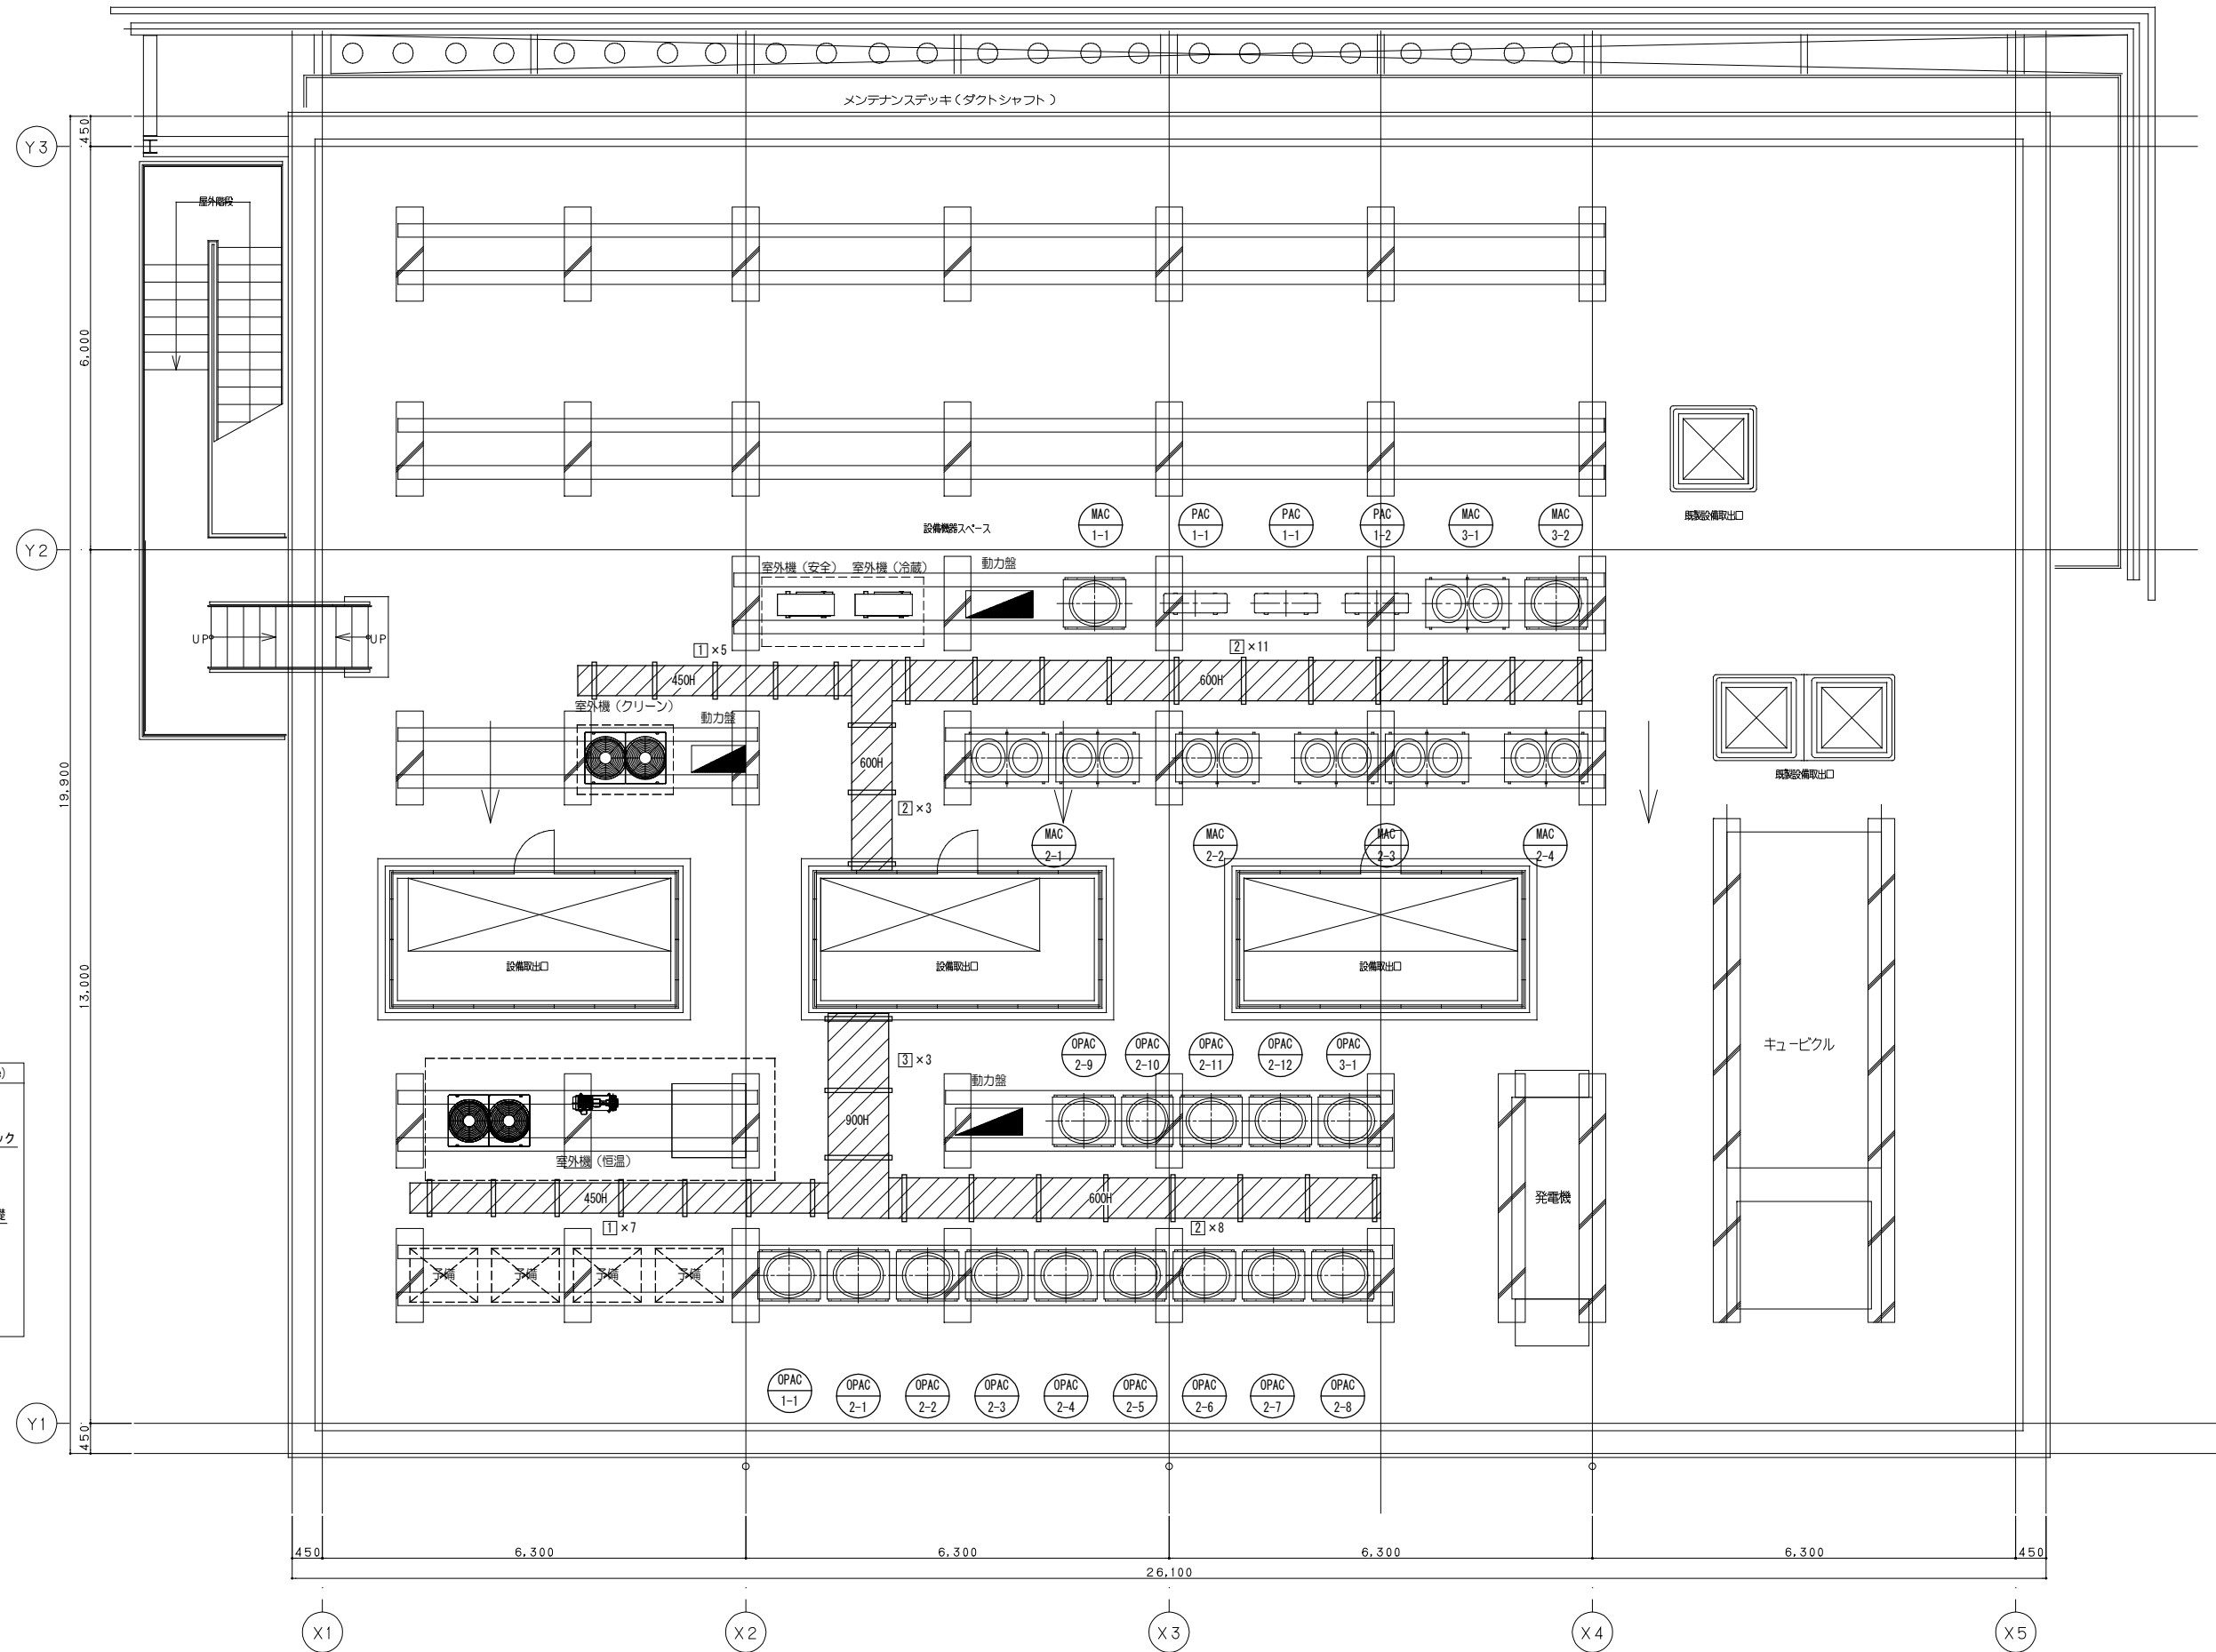 メンテナンスデッキ(ダクトシャフト)
450
Y3
屋外階段
6,000
設備機器スペース
MAC
1-1
PAC
1-1
PAC
1-1
PAC
1-2
MAC
3-1
MAC
3-2
既製設備取出口
Y2
室外機(安全)
室外機(冷蔵)
動力盤
UP
UP
1 ×5
2 ×11
450H
600H
室外機(クリーン)
動力盤
600H
19,900
既製設備取出口
2 ×3
MAC
2-1
MAC
2-2
MAC
2-3
MAC
2-4
設備取出口
設備取出口
設備取出口
13,000
キュービクル
OPAC
2-9
OPAC
2-10
OPAC
2-11
OPAC
2-12
OPAC
3-1
3 ×3
動力盤
900H
ック
室外機(恒温)
450H
600H
発電機
1 ×7
2 ×8
予備
予備
予備
予備
OPAC
1-1
OPAC
2-1
OPAC
2-2
OPAC
2-3
OPAC
2-4
OPAC
2-5
OPAC
2-6
OPAC
2-7
OPAC
2-8
Y1
450
450
6,300
6,300
6,300
6,300
450
26,100
X1
X2
X3
X4
X5